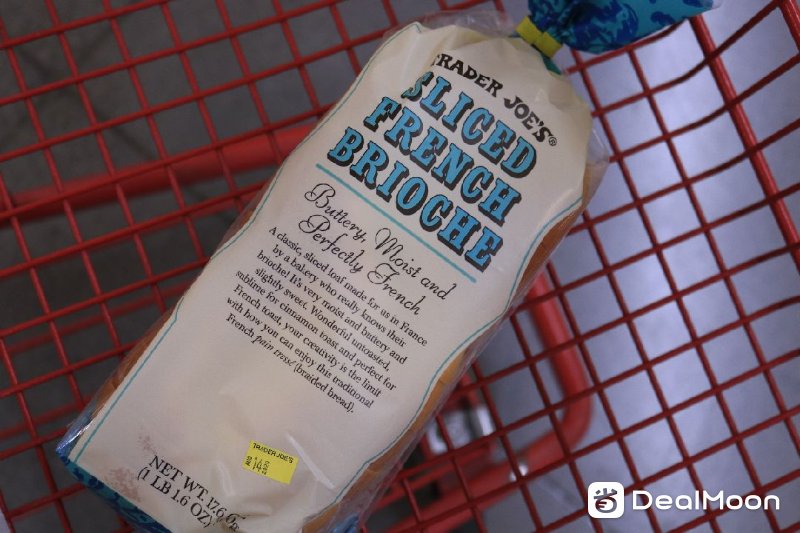 TRADER JOE'S®
SLICED
FRENCH
BRIOCHE
Buttery, Moist and
Perfectly French
A classic sliced loaf made for us in France
by a bakery who really knows their
brioche! It's very moist and buttery and
slightly sweet. Wonderful untoasted,
sublime for cinnamon toast and perfect for
French toast, your creativity is the limit
with how you can enjoy this traditional
French pain tressé (braided bread).
TRADER JOE'S
NET WT. 17.6 OZ
(1 LB 1.6 OZ)
DealMoon